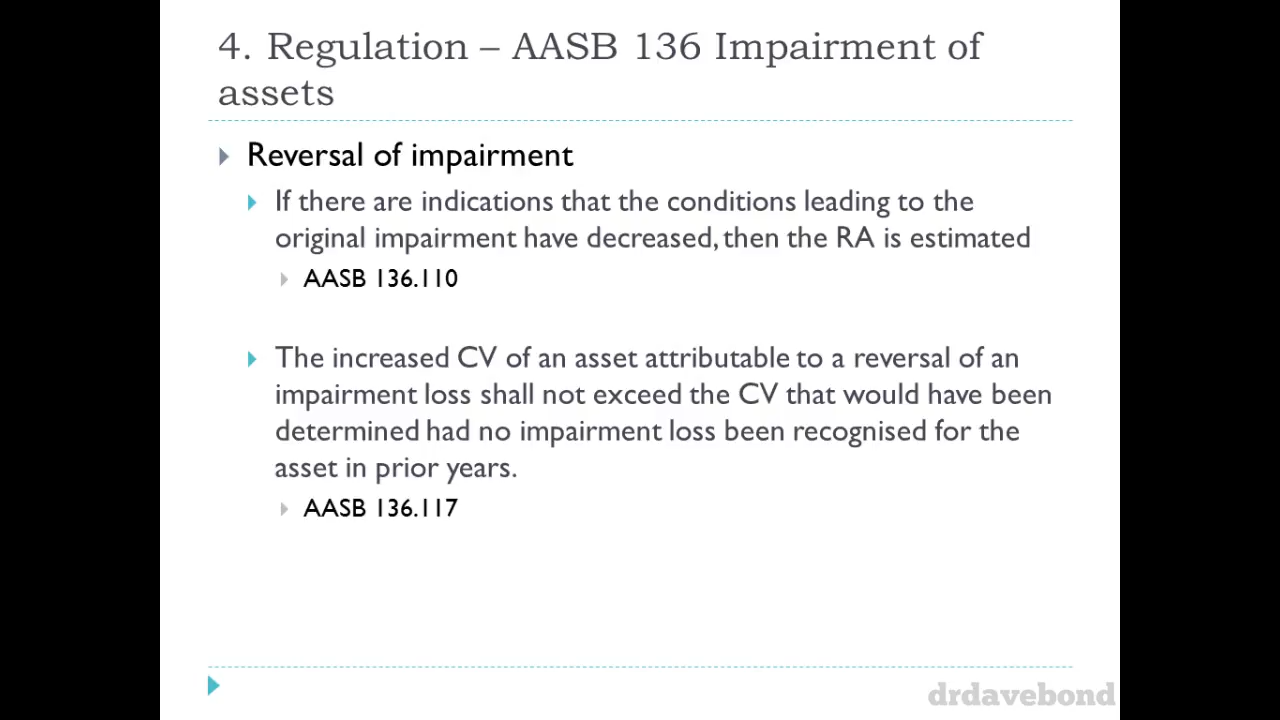 4. Regulation – AASB 136 Impairment of
assets
Reversal of impairment
If there are indications that the conditions leading to the
original impairment have decreased, then the RA is estimated
AASB 136.110
The increased CV of an asset attributable to a reversal of an
impairment loss shall not exceed the CV that would have been
determined had no impairment loss been recognised for the
asset in prior years.
AASB 136.117
drdavebond